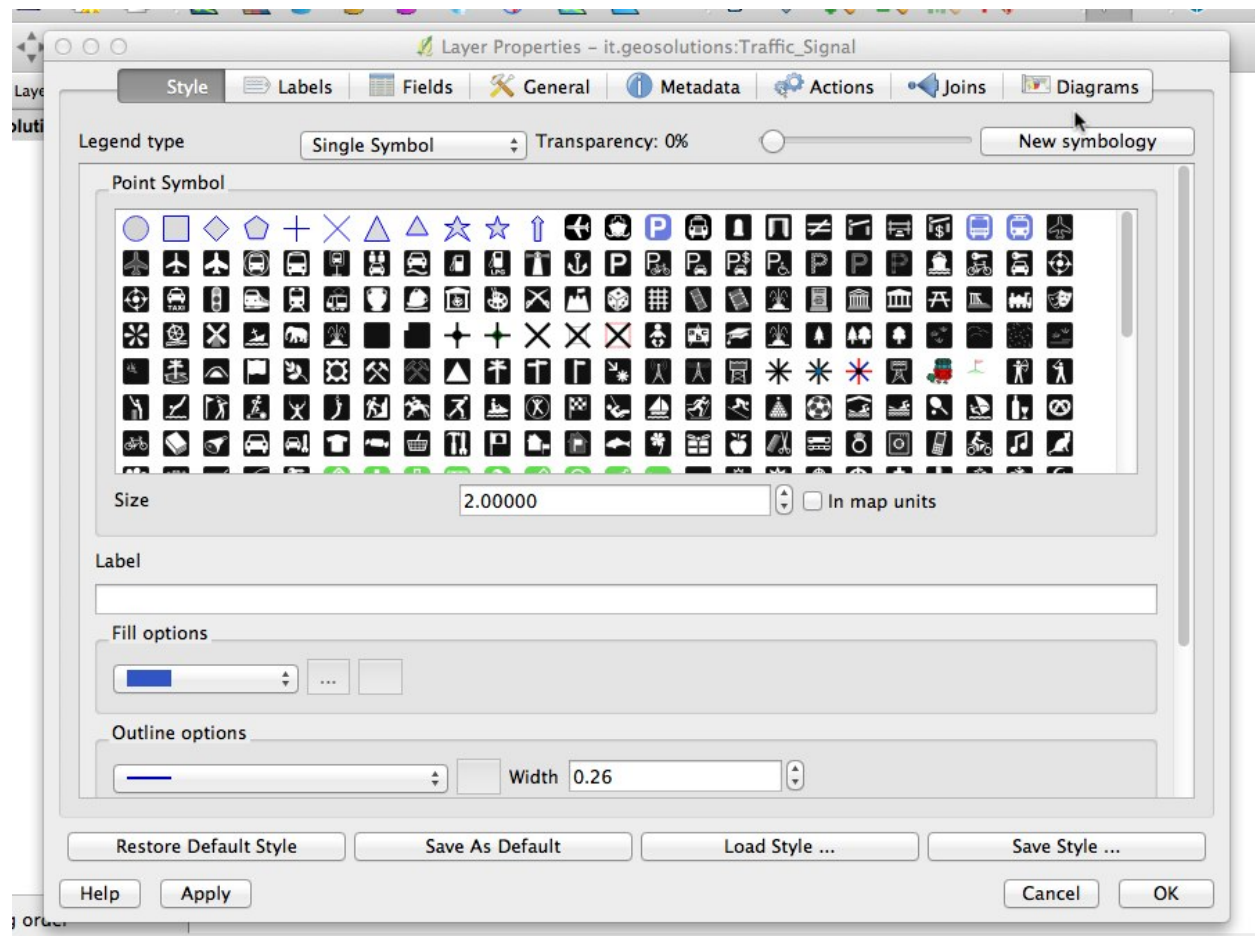 Layer Properties – it.geosolutions:Traffic_Signal
Laye
Style Labels Fields General Metadata Actions Joins Diagrams
oluti
Legend type Single Symbol Transparency: 0% New symbology
Point Symbol
Size 2.00000 In map units
Label
Fill options
...
Outline options
Width 0.26
Restore Default Style Save As Default Load Style ... Save Style ...
Help Apply Cancel OK